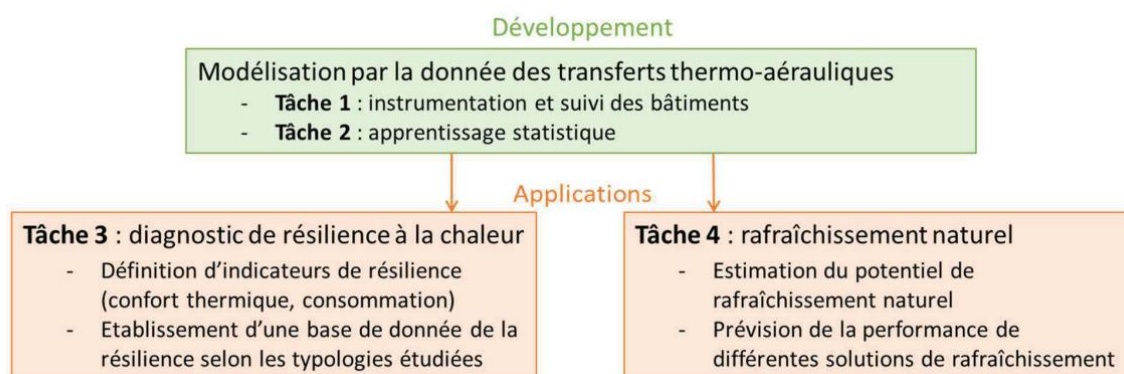 Développement
Modélisation par la donnée des transferts thermo-aérauliques
- Tâche 1 : instrumentation et suivi des bâtiments
- Tâche 2 : apprentissage statistique
Applications
Tâche 3 : diagnostic de résilience à la chaleur
- Définition d'indicateurs de résilience
(confort thermique, consommation)
- Etablissement d'une base de donnée de la
résilience selon les typologies étudiées
Tâche 4 : rafraîchissement naturel
- Estimation du potentiel de
rafraîchissement naturel
- Prévision de la performance de
différentes solutions de rafraîchissement